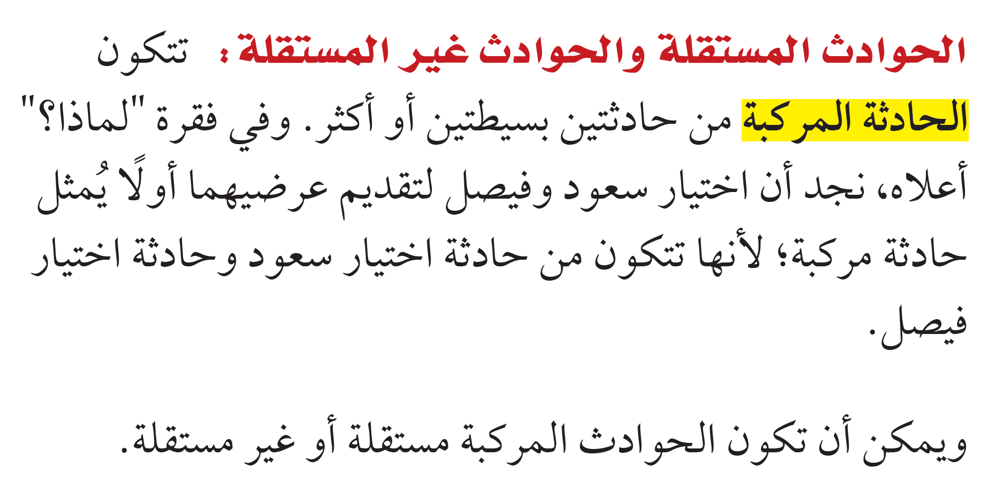 الحوادث المستقلة والحوادث غير المستقلة: تتكون
الحادثة المركبة من حادثتين بسيطتين أو أكثر. وفي فقرة "لماذا؟"
أعلاه، نجد أن اختيار سعود وفيصل لتقديم عرضيهما أولًا يُمثل
حادثة مركبة؛ لأنها تتكون من حادثة اختيار سعود وحادثة اختيار
فيصل.
ويمكن أن تكون الحوادث المركبة مستقلة أو غير مستقلة.